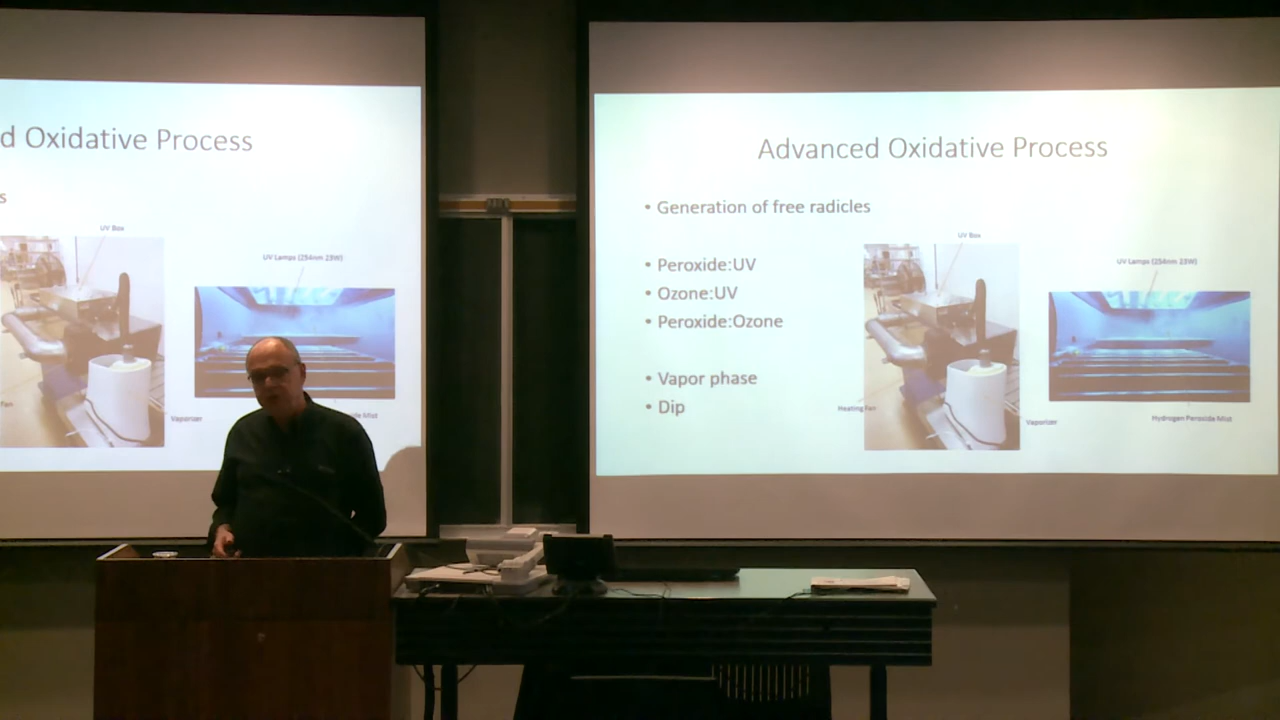 d Oxidative Process
s
UV Box
UV Lamps (254nm 23W)
Fan
Vaporizer
ide Mist
Advanced Oxidative Process
• Generation of free radicles
• Peroxide:UV
• Ozone:UV
• Peroxide:Ozone
• Vapor phase
• Dip
UV Box
UV Lamps (254nm 23W)
Heating Fan
Vaporizer
Hydrogen Peroxide Mist